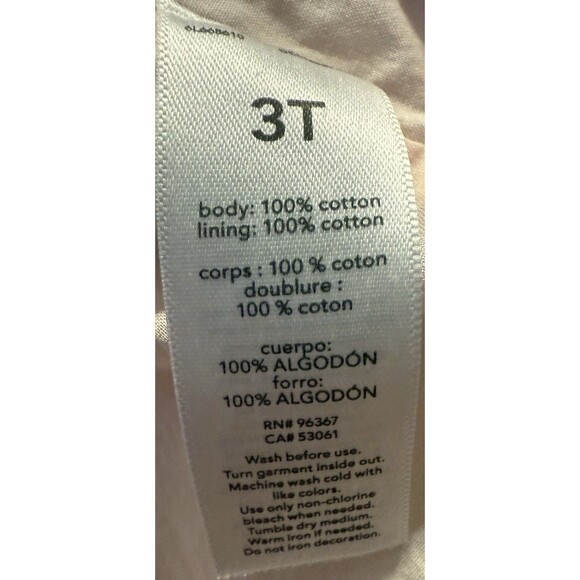 6L668610
3T
body: 100% cotton
lining: 100% cotton
corps : 100 % coton
doublure :
100 % coton
cuerpo:
100% ALGODÓN
forro:
100% ALGODÓN
RN# 96367
CA# 53061
Wash before use.
Turn garment inside out.
Machine wash cold with
like colors.
Use only non-chlorine
bleach when needed.
Tumble dry medium.
Warm iron if needed.
Do not iron decoration.